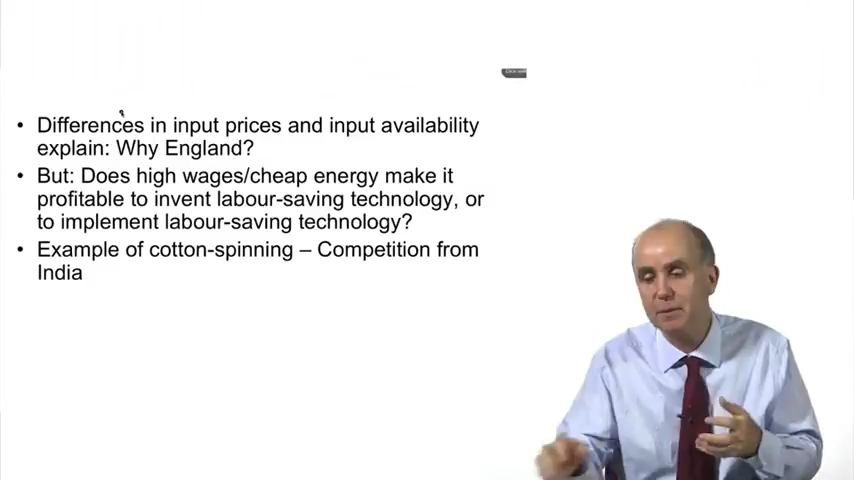 • Differences in input prices and input availability
explain: Why England?
• But: Does high wages/cheap energy make it
profitable to invent labour-saving technology, or
to implement labour-saving technology?
• Example of cotton-spinning – Competition from
India